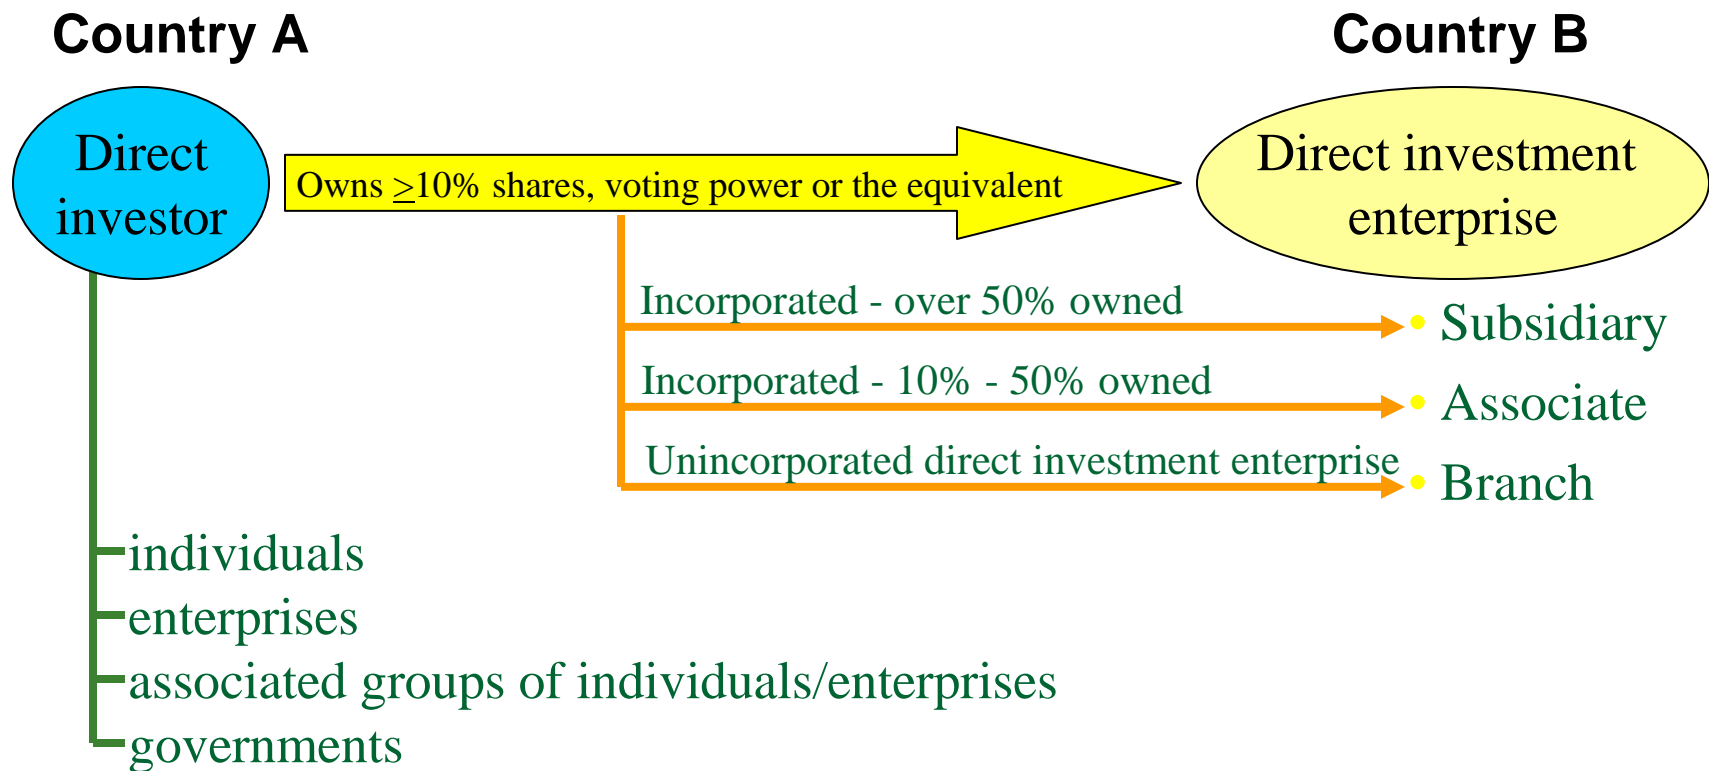 Country A
Country B
Direct
investor
Owns ≥10% shares, voting power or the equivalent
Direct investment
enterprise
Incorporated - over 50% owned
• Subsidiary
Incorporated - 10% - 50% owned
• Associate
Unincorporated direct investment enterprise
• Branch
individuals
enterprises
associated groups of individuals/enterprises
governments